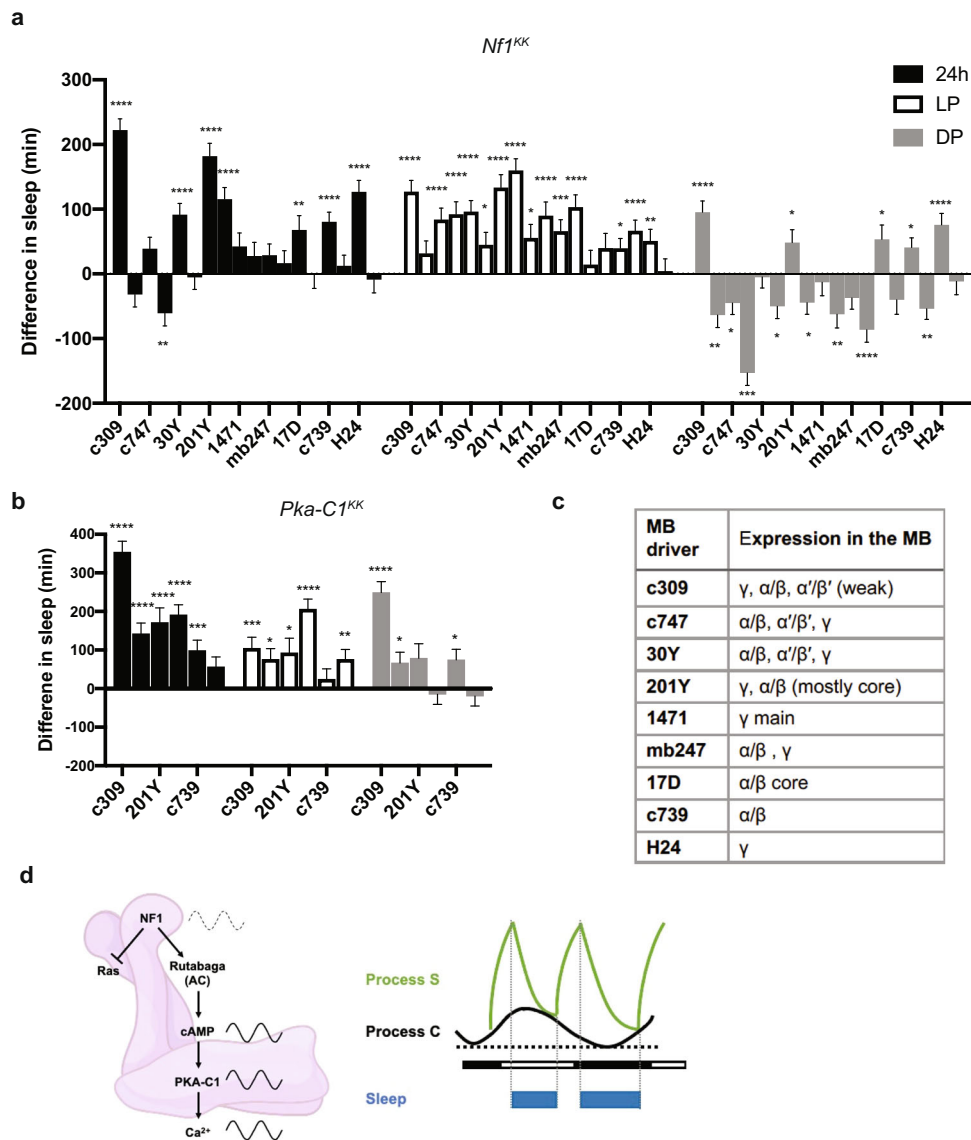 a
Nf1KK
Difference in sleep (min)
300
200
100
0
-100
-200
24h
LP
DP
**** ** **** **** **** ** **** ****
**** **** **** **** * **** **** * **** *** **** * **** **
**** ** * *** * * * ** **** * * ** ****
c309 c747 30Y 201Y 1471 mb247 17D c739 H24
c309 c747 30Y 201Y 1471 mb247 17D c739 H24
c309 c747 30Y 201Y 1471 mb247 17D c739 H24
b
Pka-C1KK
Differene in sleep (min)
400
300
200
100
0
-100
-200
**** **** **** **** ***
*** * * **** **
**** * *
c309 201Y c739
c309 201Y c739
c309 201Y c739
c
MB driver Expression in the MB
c309 γ, α/β, α′/β′ (weak)
c747 α/β, α′/β′, γ
30Y α/β, α′/β′, γ
201Y γ, α/β (mostly core)
1471 γ main
mb247 α/β , γ
17D α/β core
c739 α/β
H24 γ
d
NF1
Ras
Rutabaga
(AC)
cAMP
PKA-C1
Ca2+
Process S
Process C
Sleep